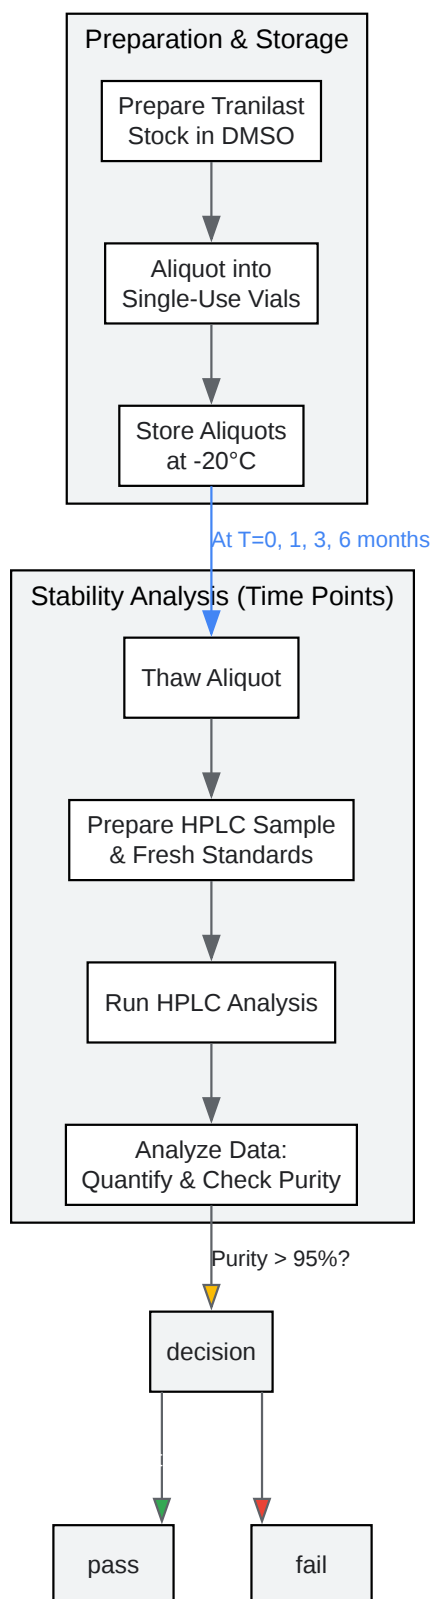 Preparation & Storage
Prepare Tranilast
Stock in DMSO
Aliquot into
Single-Use Vials
Store Aliquots
at -20°C
At T=0, 1, 3, 6 months
Stability Analysis (Time Points)
Thaw Aliquot
Prepare HPLC Sample
& Fresh Standards
Run HPLC Analysis
Analyze Data:
Quantify & Check Purity
Purity > 95%?
decision
pass
fail